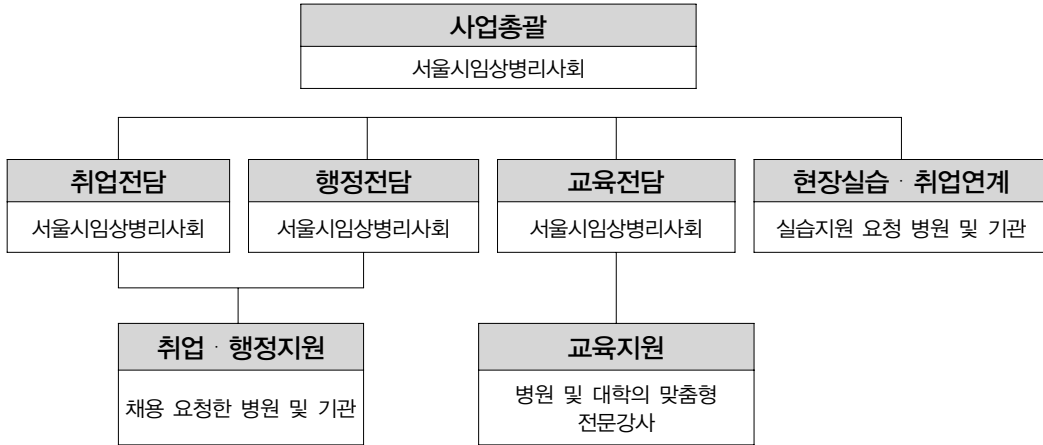 사업총괄
서울시임상병리사회
취업전담
서울시임상병리사회
행정전담
서울시임상병리사회
교육전담
서울시임상병리사회
현장실습 · 취업연계
실습지원 요청 병원 및 기관
취업 · 행정지원
채용 요청한 병원 및 기관
교육지원
병원 및 대학의 맞춤형
전문강사